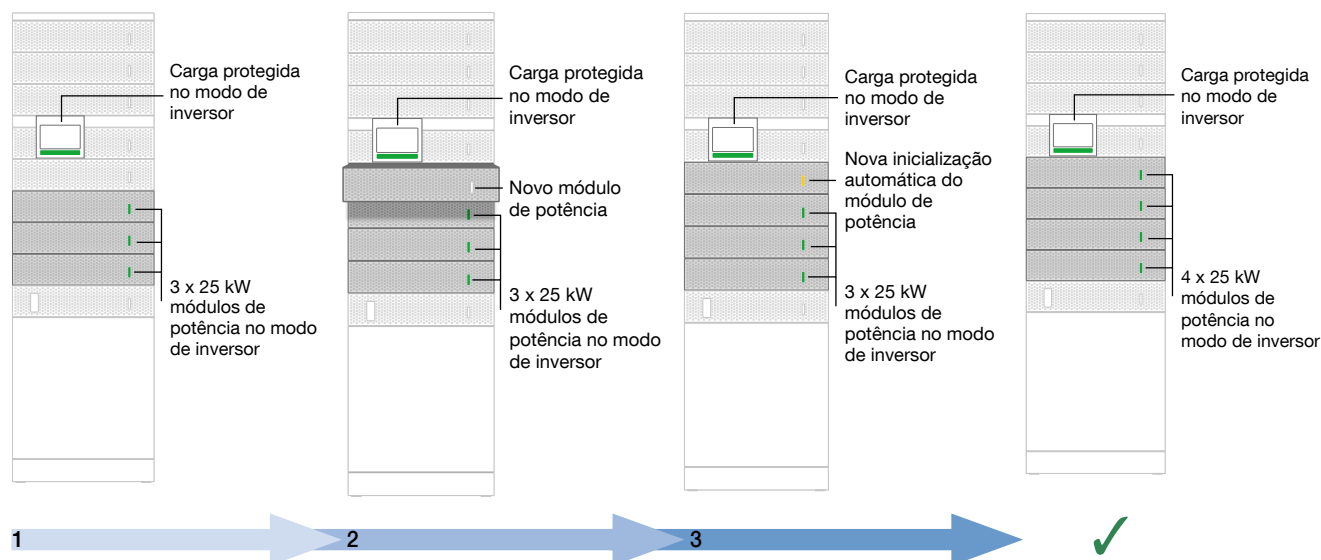 Carga protegida
no modo de
inversor
3 x 25 kW
módulos de
potência no modo
de inversor
Carga protegida
no modo de
inversor
Novo módulo
de potência
3 x 25 kW
módulos de
potência no modo
de inversor
Carga protegida
no modo de
inversor
Nova inicialização
automática do
módulo de
potência
3 x 25 kW
módulos de
potência no modo
de inversor
Carga protegida
no modo de
inversor
4 x 25 kW
módulos de
potência no
modo de inversor
1
2
3